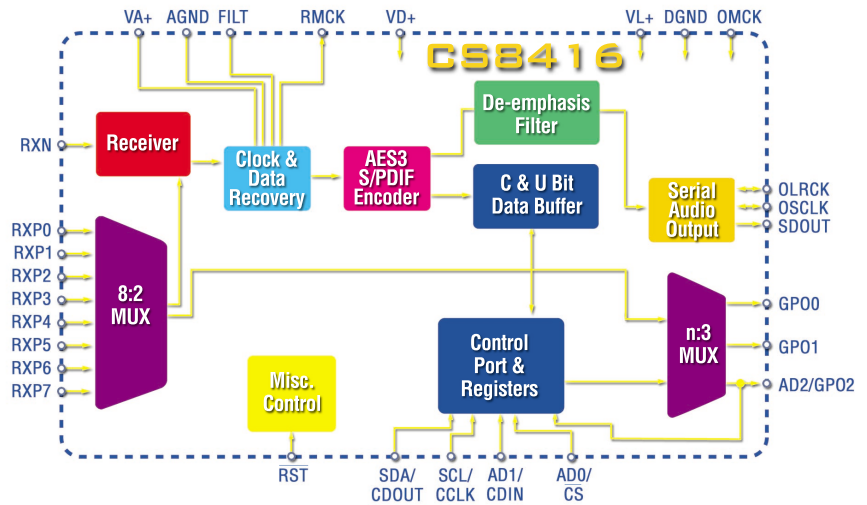 VA+ AGND FILT RMCK VD+ VL+ DGND OMCK
CS8416
RXN
Receiver
Clock &
Data
Recovery
AES3
S/PDIF
Encoder
De-emphasis
Filter
C & U Bit
Data Buffer
Serial
Audio
Output
OLRCK
OSCLK
SDOUT
RXP0
RXP1
RXP2
RXP3
RXP4
RXP5
RXP6
RXP7
8:2
MUX
Misc.
Control
Control
Port &
Registers
n:3
MUX
GPO0
GPO1
AD2/GPO2
RST
SDA/
CDOUT
SCL/
CCLK
AD1/
CDIN
AD0/
CS